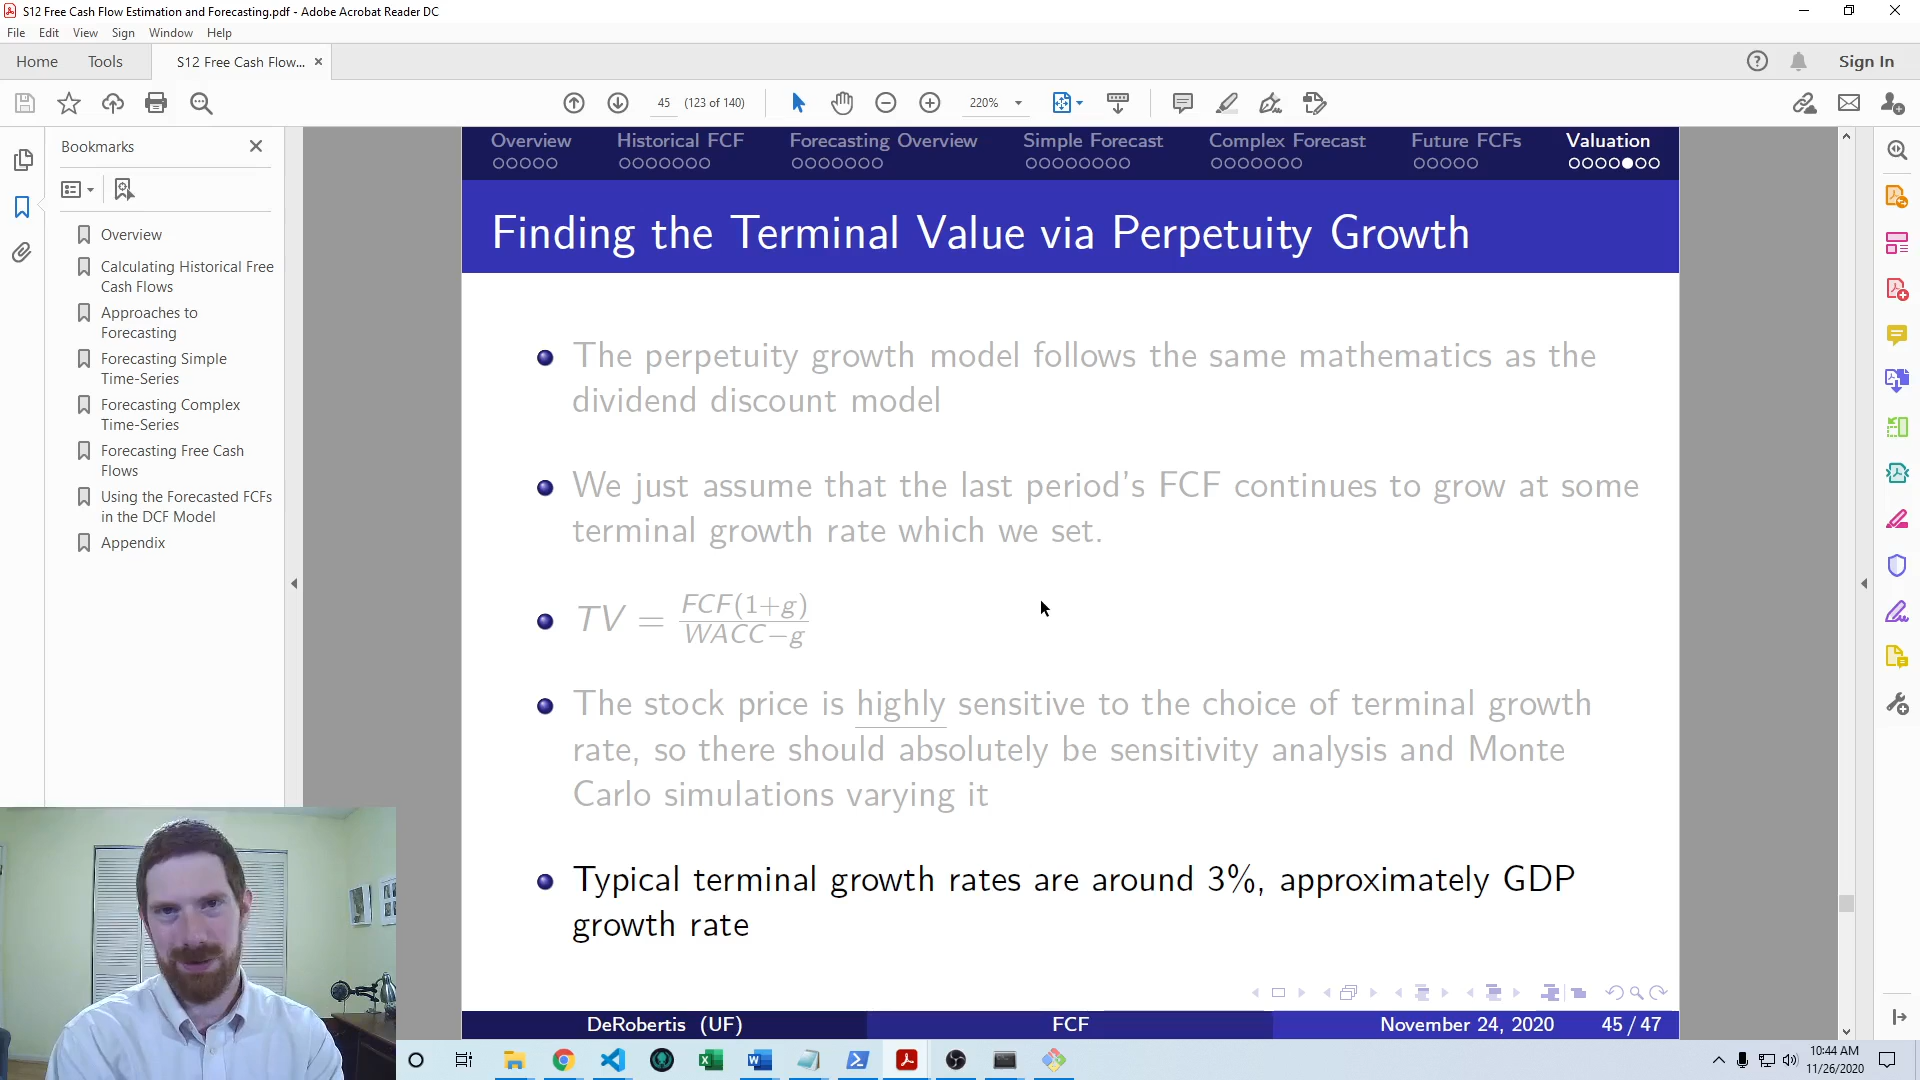 S12 Free Cash Flow Estimation and Forecasting.pdf - Adobe Acrobat Reader DC
File Edit View Sign Window Help
Home Tools S12 Free Cash Flow... ×
Sign In
45 (123 of 140)
220%
Bookmarks
Overview
Calculating Historical Free
Cash Flows
Approaches to
Forecasting
Forecasting Simple
Time-Series
Forecasting Complex
Time-Series
Forecasting Free Cash
Flows
Using the Forecasted FCFs
in the DCF Model
Appendix
Overview Historical FCF Forecasting Overview Simple Forecast Complex Forecast Future FCFs Valuation
Finding the Terminal Value via Perpetuity Growth
The perpetuity growth model follows the same mathematics as the
dividend discount model
We just assume that the last period's FCF continues to grow at some
terminal growth rate which we set.
TV = FCF(1+g) / WACC−g
The stock price is highly sensitive to the choice of terminal growth
rate, so there should absolutely be sensitivity analysis and Monte
Carlo simulations varying it
Typical terminal growth rates are around 3%, approximately GDP
growth rate
DeRobertis (UF) FCF November 24, 2020 45 / 47
10:44 AM
11/26/2020